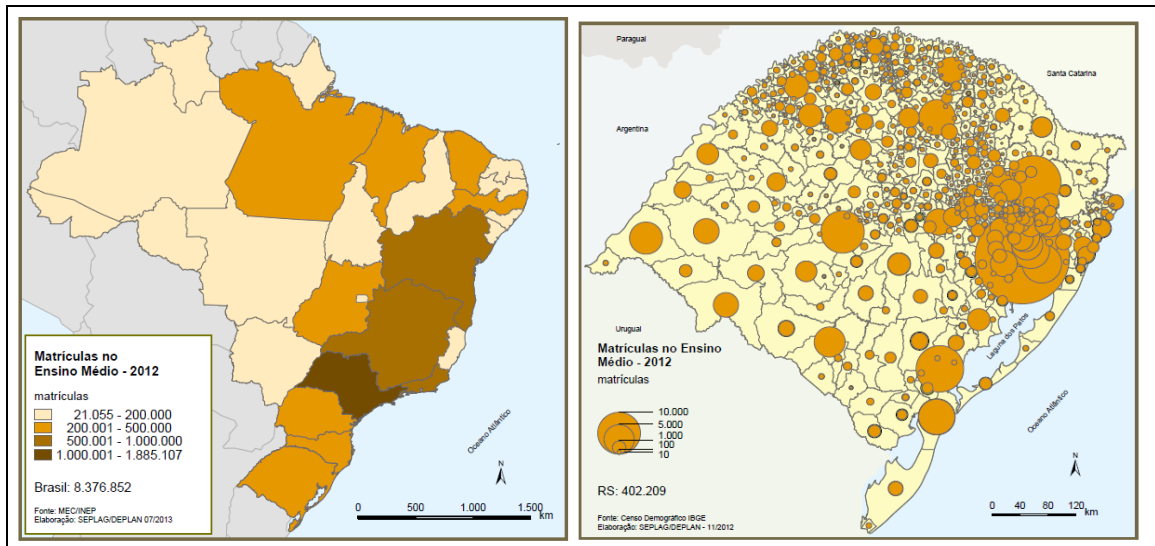 Matrículas no
Ensino Médio - 2012
matrículas
21.055 - 200.000
200.001 - 500.000
500.001 - 1.000.000
1.000.001 - 1.885.107
Brasil: 8.376.852
Fonte: MEC/INEP
Elaboração: SEPLAG/DEPLAN 07/2013
Oceano Atlântico
N
0 500 1.000 1.500
km
Paraguai
Santa Catarina
Argentina
Uruguai
Laguna dos Patos
Oceano Atlântico
Matrículas no Ensino
Médio - 2012
matrículas
10.000
5.000
1.000
100
10
RS: 402.209
Fonte: Censo Demográfico IBGE
Elaboração: SEPLAG/DEPLAN - 11/2012
N
0 20 40 80 120
km